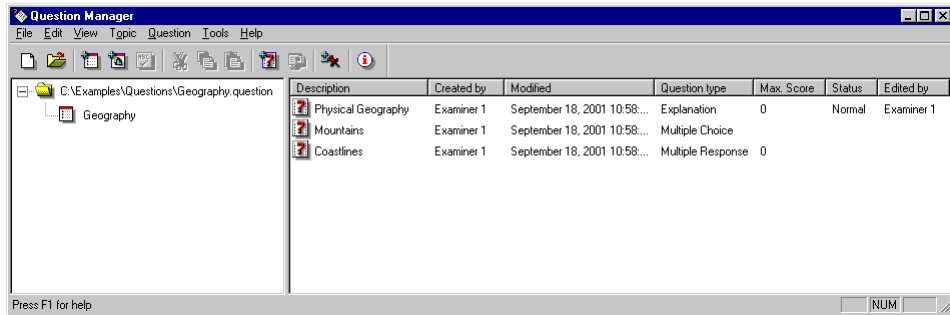 Question Manager
File Edit View Topic Question Tools Help
C:\Examples\Questions\Geography.question
Geography
Description Created by Modified Question type Max. Score Status Edited by
Physical Geography Examiner 1 September 18, 2001 10:58:... Explanation 0 Normal Examiner 1
Mountains Examiner 1 September 18, 2001 10:58:... Multiple Choice
Coastlines Examiner 1 September 18, 2001 10:58:... Multiple Response 0
Press F1 for help NUM